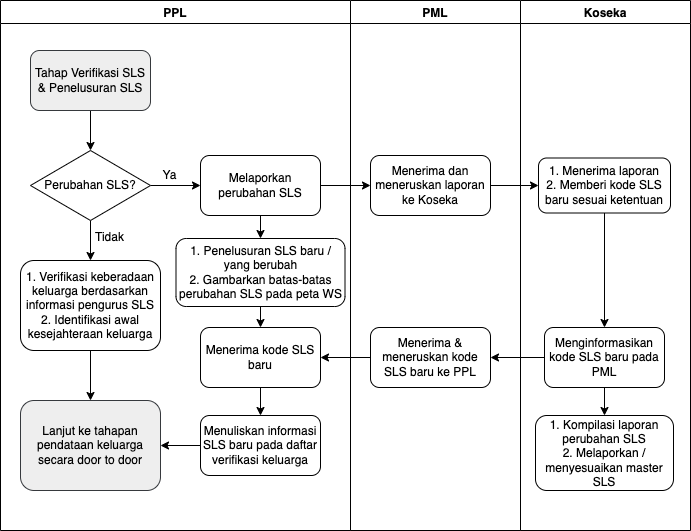 PPL
PML
Koseka
Tahap Verifikasi SLS
& Penelusuran SLS
Perubahan SLS?
Ya
Melaporkan
perubahan SLS
Menerima dan
meneruskan laporan
ke Koseka
1. Menerima laporan
2. Memberi kode SLS
baru sesuai ketentuan
Tidak
1. Verifikasi keberadaan
keluarga berdasarkan
informasi pengurus SLS
2. Identifikasi awal
kesejahteraan keluarga
1. Penelusuran SLS baru /
yang berubah
2. Gambarkan batas-batas
perubahan SLS pada peta WS
Menerima kode SLS
baru
Menerima &
meneruskan kode
SLS baru ke PPL
Menginformasikan
kode SLS baru pada
PML
Lanjut ke tahapan
pendataan keluarga
secara door to door
Menuliskan informasi
SLS baru pada daftar
verifikasi keluarga
1. Kompilasi laporan
perubahan SLS
2. Melaporkan /
menyesuaikan master
SLS